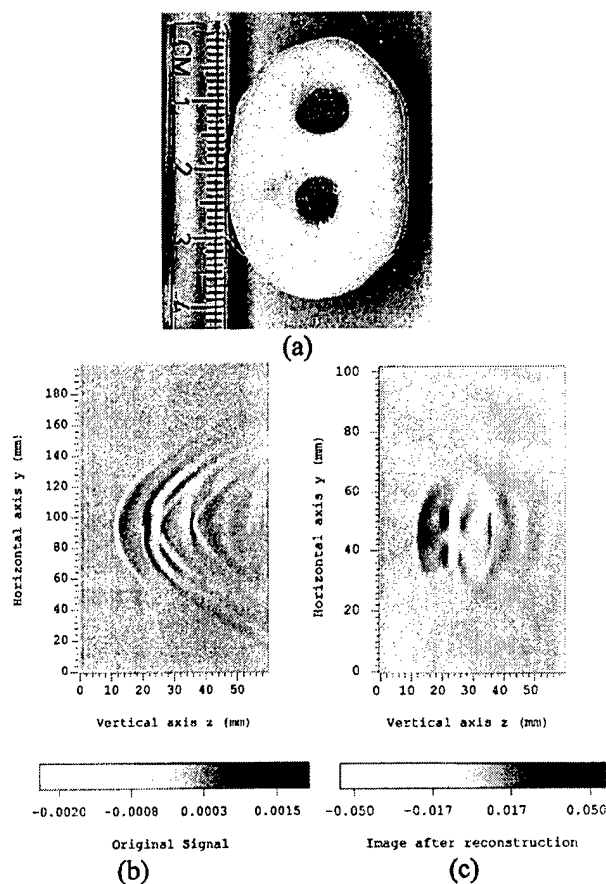 CM 1
2
3
4
(a)
200
180
160
140
120
100
80
60
40
20
0
Horizontal axis y (mm)
0 10 20 30 40 50
Vertical axis z (mm)
-0.0020 -0.0008 0.0003 0.0015
Original Signal
(b)
100
80
60
40
20
0
Horizontal axis y (mm)
0 10 20 30 40 50
Vertical axis z (mm)
-0.050 -0.017 0.017 0.050
Image after reconstruction
(c)